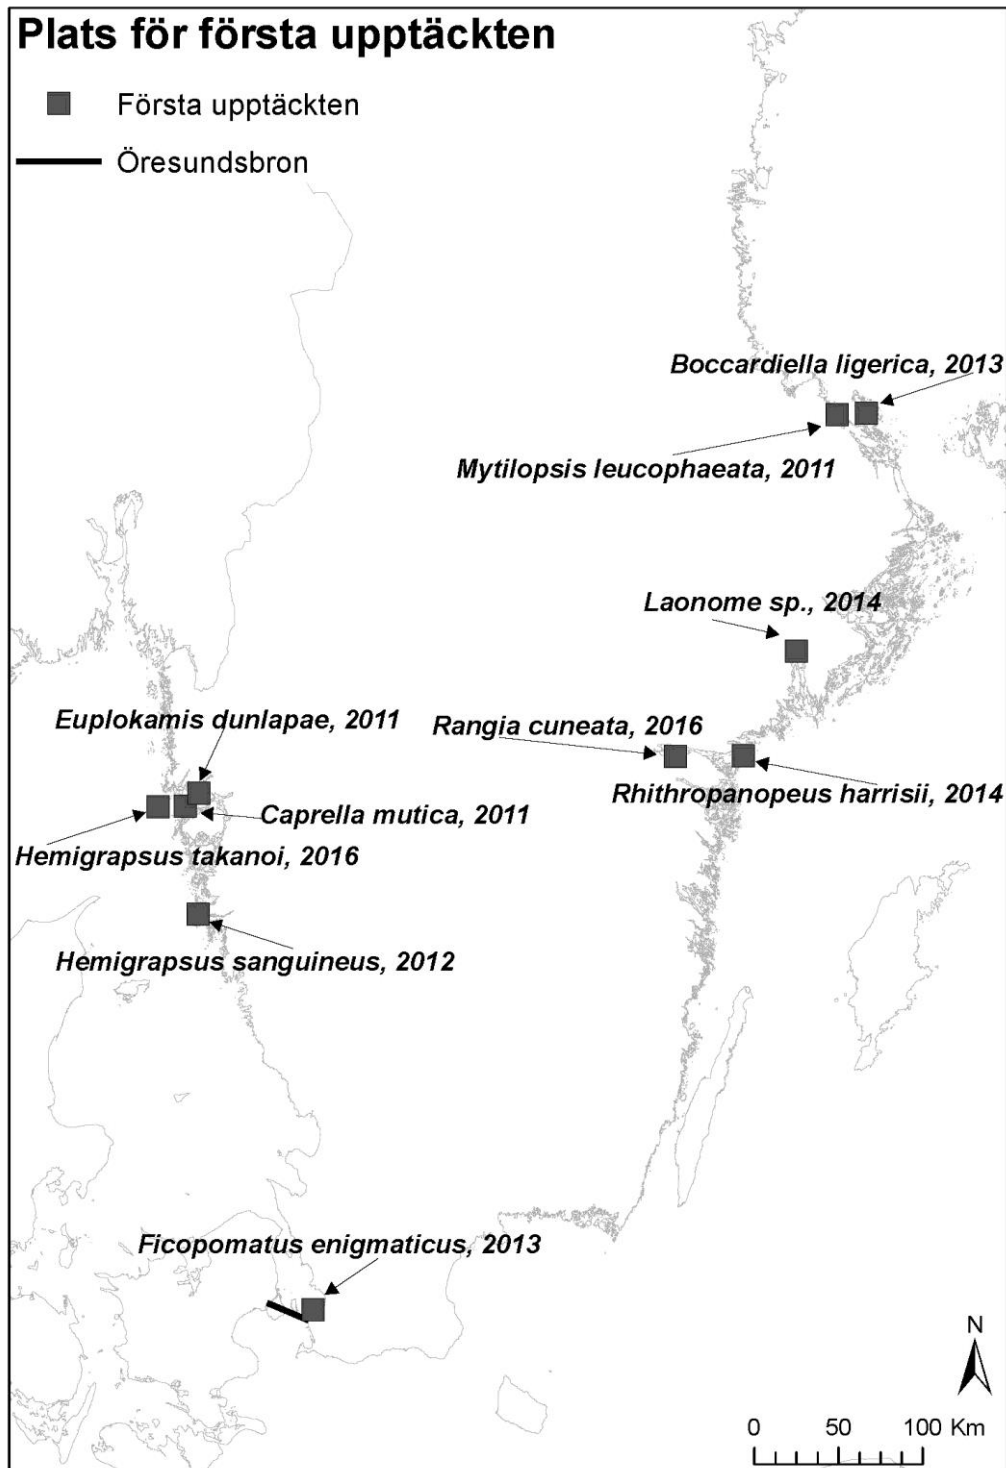 Plats för första upptäckten
Första upptäckten
Öresundsbron
Boccardiella ligerica, 2013
Mytilopsis leucophaeata, 2011
Laonome sp., 2014
Euplokamis dunlapae, 2011
Rangia cuneata, 2016
Rhithropanopeus harrisii, 2014
Caprella mutica, 2011
Hemigrapsus takanoi, 2016
Hemigrapsus sanguineus, 2012
Ficopomatus enigmaticus, 2013
N
0 50 100 Km